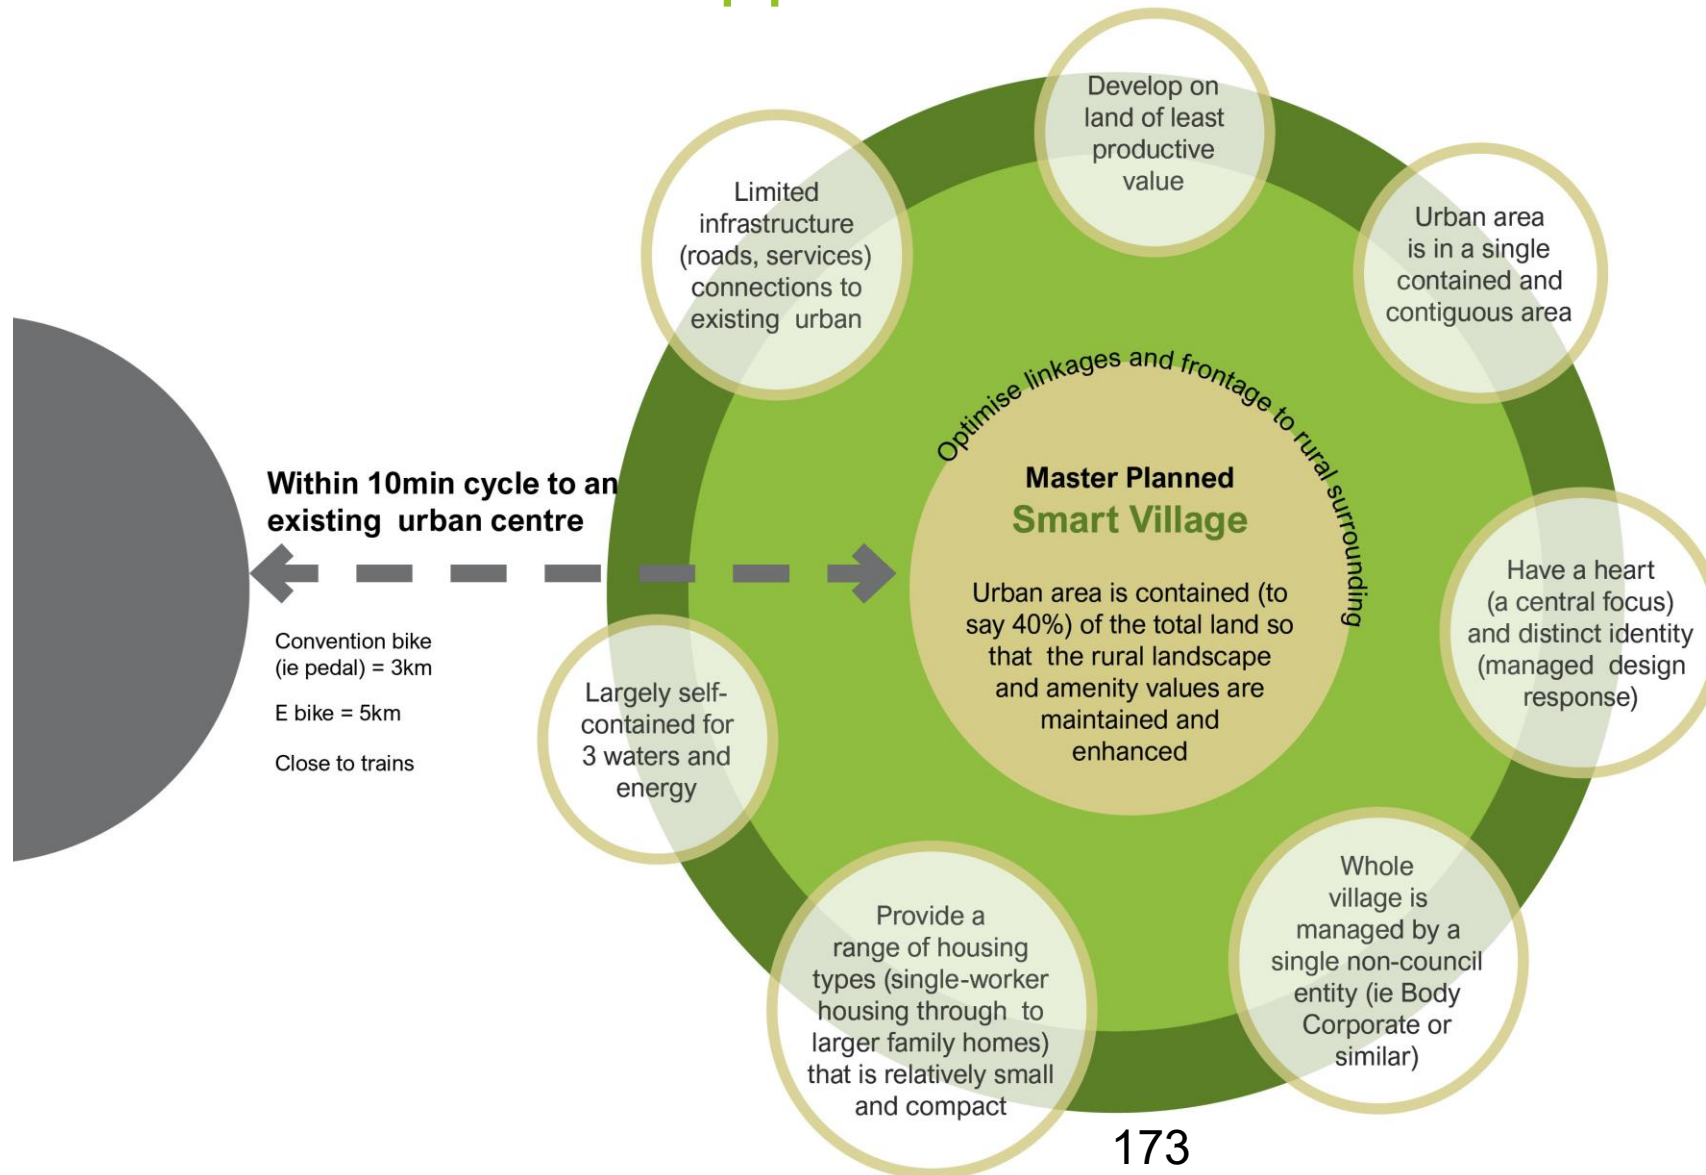 Develop on
land of least
productive
value
Limited
infrastructure
(roads, services)
connections to
existing urban
Urban area
is in a single
contained and
contiguous area
Optimise linkages and frontage to rural surrounding
Within 10min cycle to an
existing urban centre
Master Planned
Smart Village
Urban area is contained (to
say 40%) of the total land so
that the rural landscape
and amenity values are
maintained and
enhanced
Have a heart
(a central focus)
and distinct identity
(managed design
response)
Convention bike
(ie pedal) = 3km
E bike = 5km
Close to trains
Largely self-
contained for
3 waters and
energy
Provide a
range of housing
types (single-worker
housing through to
larger family homes)
that is relatively small
and compact
Whole
village is
managed by a
single non-council
entity (ie Body
Corporate or
similar)
173